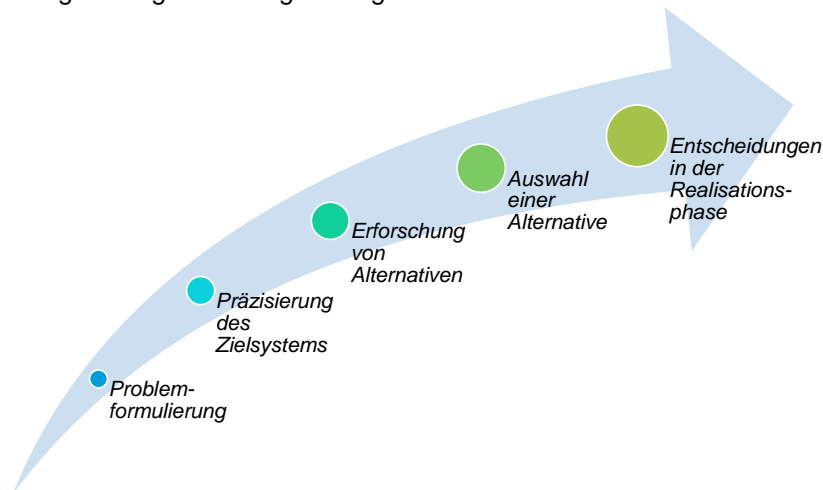 Problem-
formulierung
Präzisierung
des
Zielsystems
Erforschung
von
Alternativen
Auswahl
einer
Alternative
Entscheidungen
in der
Realisations-
phase